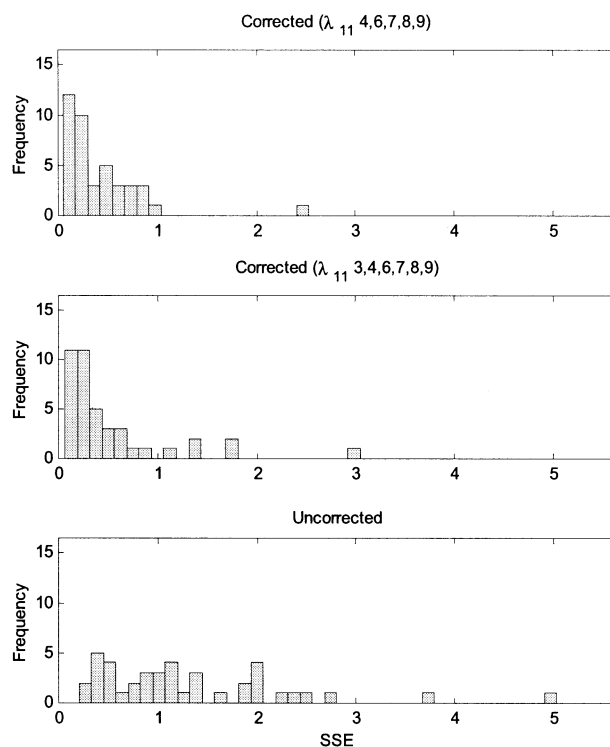 Corrected (λ 11 4,6,7,8,9)
15
10
5
0
Frequency
0 1 2 3 4 5
Corrected (λ 11 3,4,6,7,8,9)
15
10
5
0
Frequency
0 1 2 3 4 5
Uncorrected
15
10
5
0
Frequency
0 1 2 3 4 5
SSE